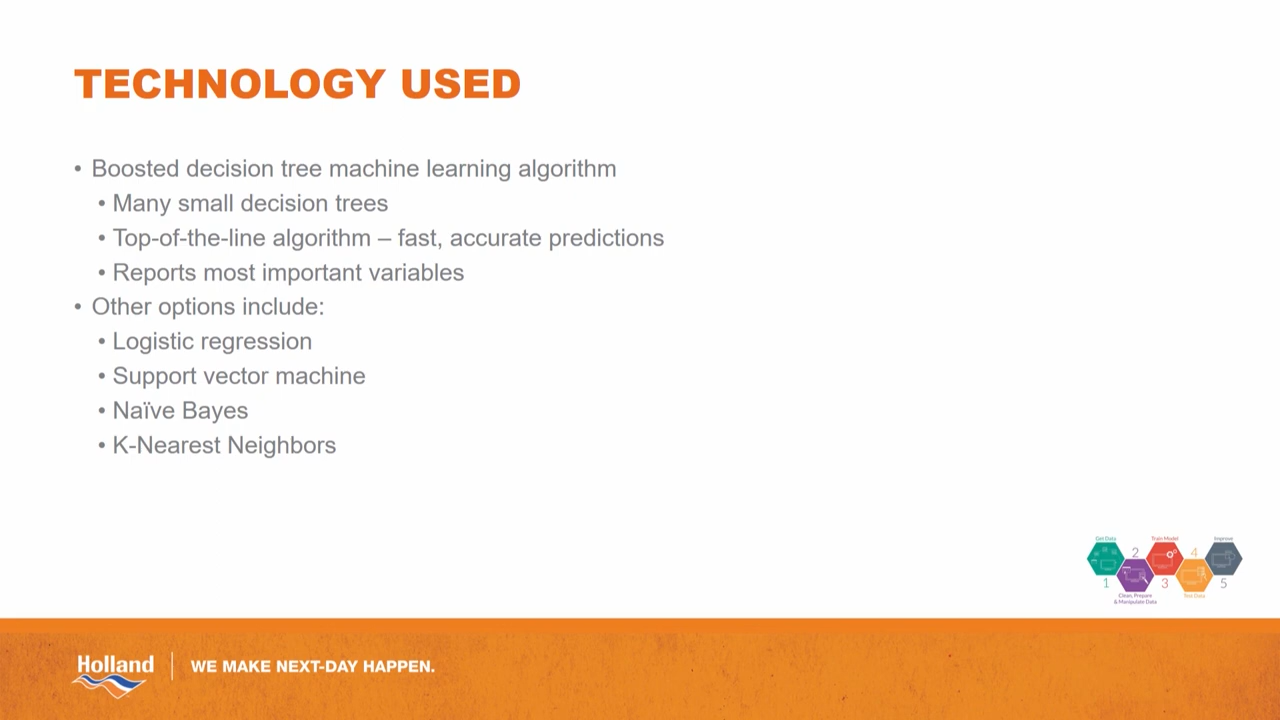 TECHNOLOGY USED
• Boosted decision tree machine learning algorithm
• Many small decision trees
• Top-of-the-line algorithm – fast, accurate predictions
• Reports most important variables
• Other options include:
• Logistic regression
• Support vector machine
• Naïve Bayes
• K-Nearest Neighbors
Get Data
Train Model
Improve
2
4
1
3
5
Clean, Prepare
& Manipulate Data
Test Data
Holland
WE MAKE NEXT-DAY HAPPEN.